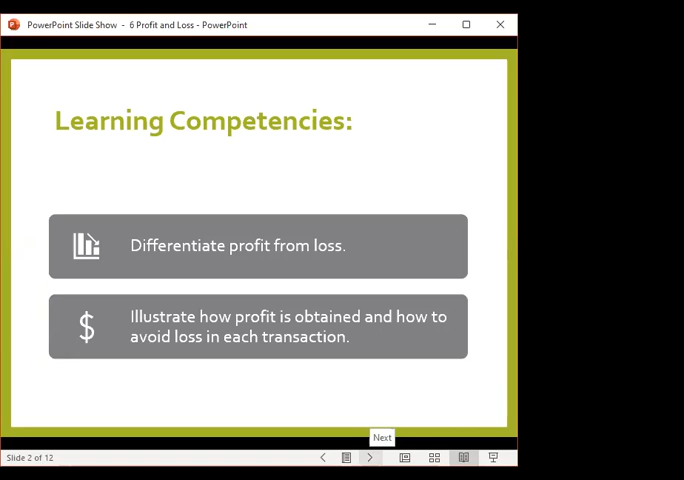 PowerPoint Slide Show - 6 Profit and Loss - PowerPoint
Learning Competencies:
Differentiate profit from loss.
$
Illustrate how profit is obtained and how to
avoid loss in each transaction.
Next
Slide 2 of 12